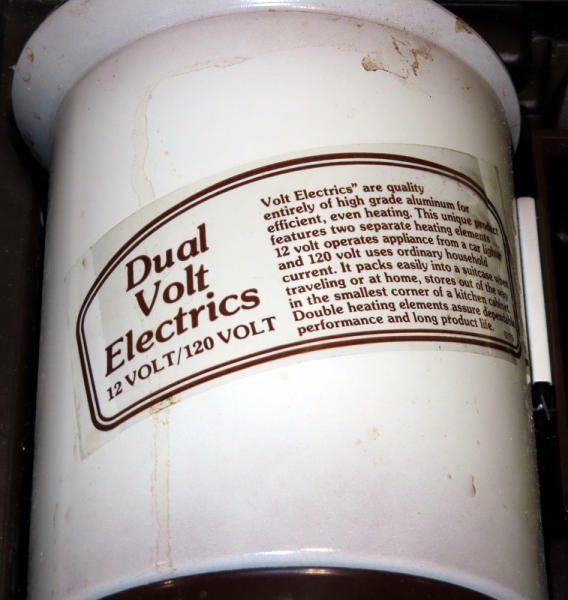 Dual
Volt
Electrics
12 VOLT/120 VOLT
Volt Electrics" are quality
entirely of high grade aluminum for
efficient, even heating. This unique product
features two separate heating elements
12 volt operates appliance from a car lighter
and 120 volt uses ordinary household
current. It packs easily into a suitcase when
traveling or at home, stores out of the way
in the smallest corner of a kitchen cabinet
Double heating elements assure dependable
performance and long product life.